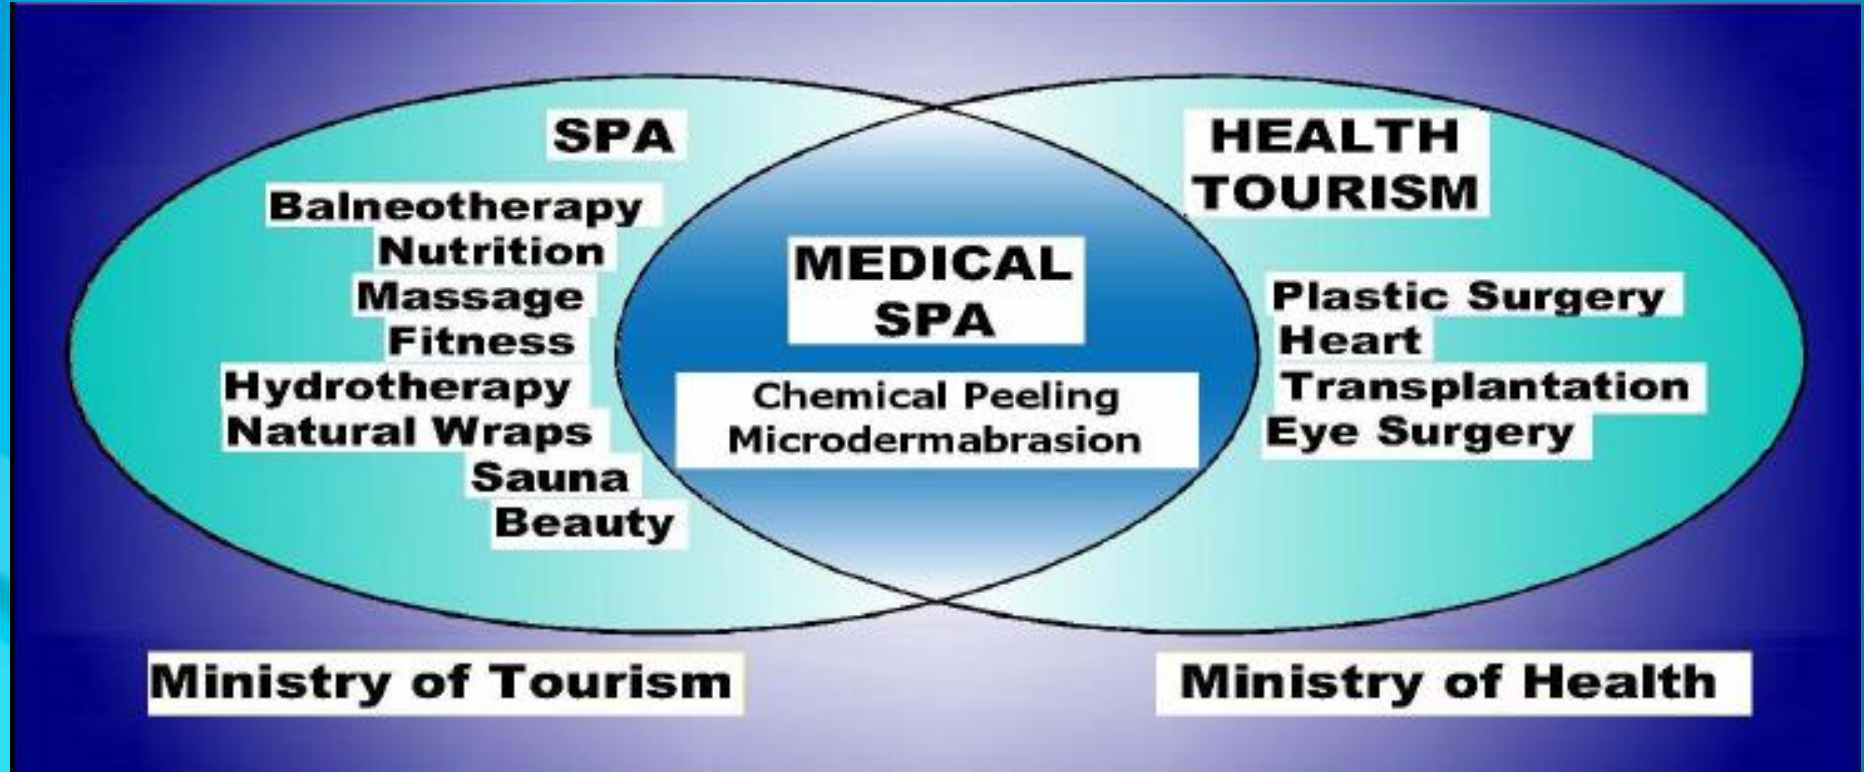 SPA
Balneotherapy
Nutrition
Massage
Fitness
Hydrotherapy
Natural Wraps
Sauna
Beauty
MEDICAL
SPA
Chemical Peeling
Microdermabrasion
HEALTH
TOURISM
Plastic Surgery
Heart
Transplantation
Eye Surgery
Ministry of Tourism
Ministry of Health